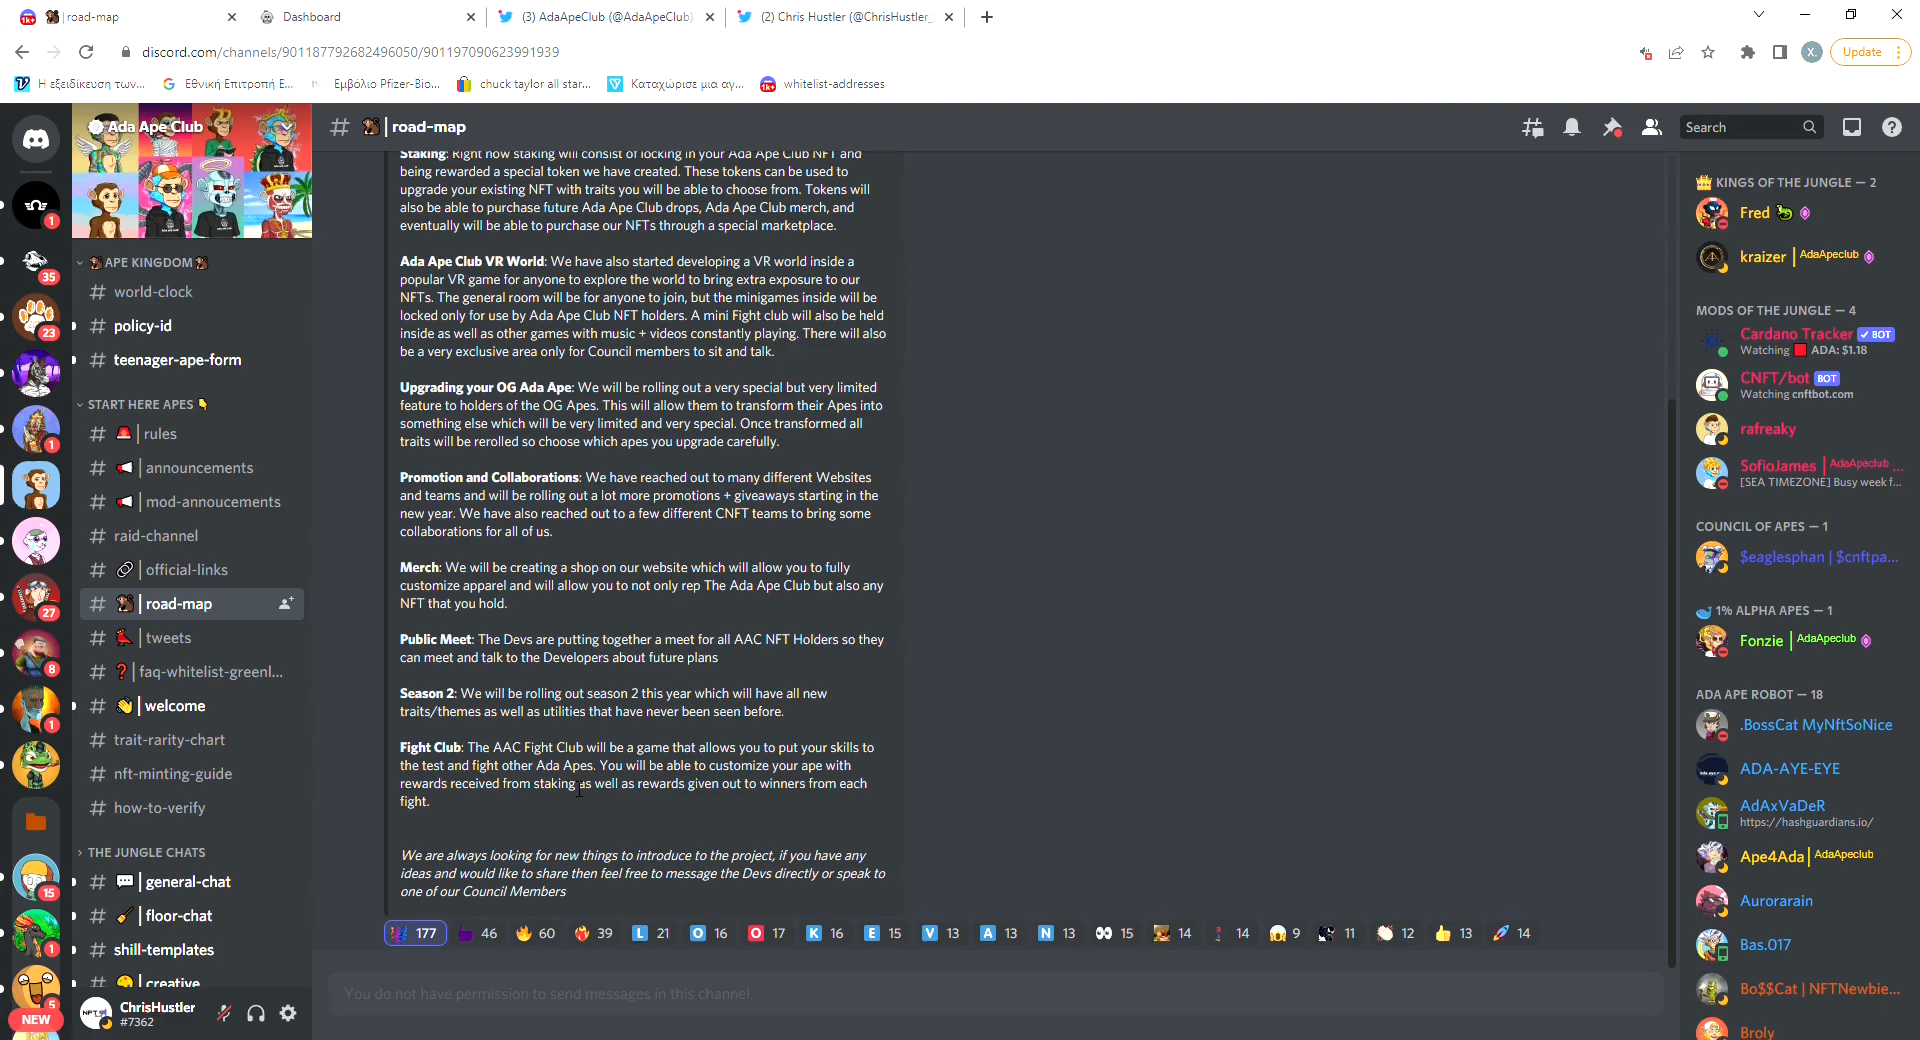 | road-map
Dashboard
(3) AdaApeClub (@AdaApeClub)
(2) Chris Hustler (@ChrisHustler_
discord.com/channels/901187792682496050/901197090623991939
X.
Update
Η εξειδίκευση των...
Εθνική Επιτροπή Ε...
Εμβόλιο Pfizer-Bio...
chuck taylor all star...
Καταχώρισε μια αγ...
whitelist-addresses
Ada Ape Club
| road-map
Search
APE KINGDOM
world-clock
policy-id
teenager-ape-form
START HERE APES
| rules
| announcements
| mod-annoucements
raid-channel
| official-links
| road-map
| tweets
| faq-whitelist-greenl...
| welcome
trait-rarity-chart
nft-minting-guide
how-to-verify
THE JUNGLE CHATS
| general-chat
| floor-chat
shill-templates
| creative
ChrisHustler
#7362
1
35
23
1
27
8
1
15
1
5
NEW
Staking: Right now staking will consist of locking in your Ada Ape Club NFT and
being rewarded a special token we have created. These tokens can be used to
upgrade your existing NFT with traits you will be able to choose from. Tokens will
also be able to purchase future Ada Ape Club drops, Ada Ape Club merch, and
eventually will be able to purchase our NFTs through a special marketplace.
Ada Ape Club VR World: We have also started developing a VR world inside a
popular VR game for anyone to explore the world to bring extra exposure to our
NFTs. The general room will be for anyone to join, but the minigames inside will be
locked only for use by Ada Ape Club NFT holders. A mini Fight club will also be held
inside as well as other games with music + videos constantly playing. There will also
be a very exclusive area only for Council members to sit and talk.
Upgrading your OG Ada Ape: We will be rolling out a very special but very limited
feature to holders of the OG Apes. This will allow them to transform their Apes into
something else which will be very limited and very special. Once transformed all
traits will be rerolled so choose which apes you upgrade carefully.
Promotion and Collaborations: We have reached out to many different Websites
and teams and will be rolling out a lot more promotions + giveaways starting in the
new year. We have also reached out to a few different CNFT teams to bring some
collaborations for all of us.
Merch: We will be creating a shop on our website which will allow you to fully
customize apparel and will allow you to not only rep The Ada Ape Club but also any
NFT that you hold.
Public Meet: The Devs are putting together a meet for all AAC NFT Holders so they
can meet and talk to the Developers about future plans
Season 2: We will be rolling out season 2 this year which will have all new
traits/themes as well as utilities that have never been seen before.
Fight Club: The AAC Fight Club will be a game that allows you to put your skills to
the test and fight other Ada Apes. You will be able to customize your ape with
rewards received from staking as well as rewards given out to winners from each
fight.
We are always looking for new things to introduce to the project, if you have any
ideas and would like to share then feel free to message the Devs directly or speak to
one of our Council Members
177 46 60 39 L 21 O 16 O 17 K 16 E 15 V 13 A 13 N 13 15 14 14 9 11 12 13 14
You do not have permission to send messages in this channel.
KINGS OF THE JUNGLE — 2
Fred
kraizer | AdaApeclub
MODS OF THE JUNGLE — 4
Cardano Tracker ✓ BOT
Watching ADA: $1.18
CNFT/bot BOT
Watching cnftbot.com
rafreaky
SofioJames | AdaApeclub ...
[SEA TIMEZONE] Busy week f...
COUNCIL OF APES — 1
$eaglesphan | $cnftpa...
1% ALPHA APES — 1
Fonzie | AdaApeclub
ADA APE ROBOT — 18
.BossCat MyNftSoNice
ADA-AYE-EYE
AdAxVaDeR
https://hashguardians.io/
Ape4Ada | AdaApeclub
Aurorarain
Bas.017
Bo$$Cat | NFTNewbie...
Broly